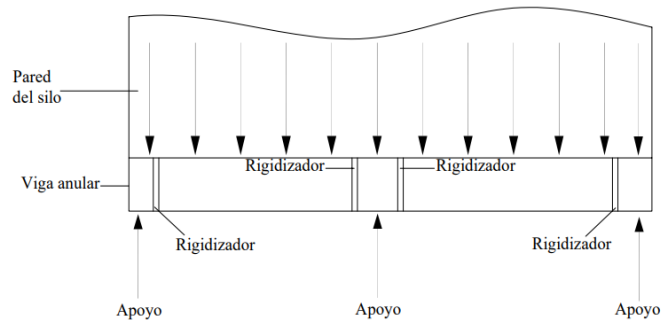 Pared
del silo
Rigidizador
Rigidizador
Viga anular
Rigidizador
Rigidizador
Apoyo
Apoyo
Apoyo